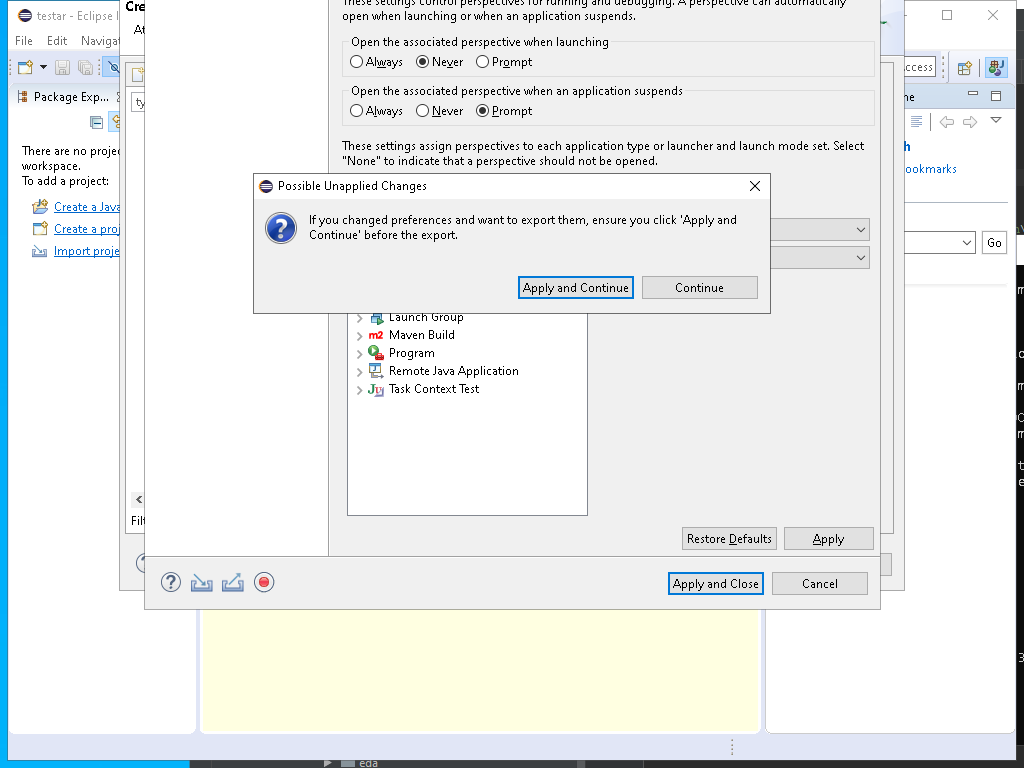 testar - Eclipse
Cre
These settings control perspectives for running and debugging. A perspective can automatically
open when launching or when an application suspends.
File Edit Navigat
At
Open the associated perspective when launching
Always Never Prompt
ccess
Package Exp...
ty
Open the associated perspective when an application suspends
Always Never Prompt
ne
There are no proje
workspace.
To add a project:
These settings assign perspectives to each application type or launcher and launch mode set. Select
"None" to indicate that a perspective should not be opened.
h
ookmarks
Create a Java
Create a proj
Import proje
Possible Unapplied Changes
If you changed preferences and want to export them, ensure you click 'Apply and
Continue' before the export.
Go
Apply and Continue Continue
Launch Group
m2 Maven Build
Program
Remote Java Application
Ju Task Context Test
Filt
Restore Defaults Apply
Apply and Close Cancel
eda